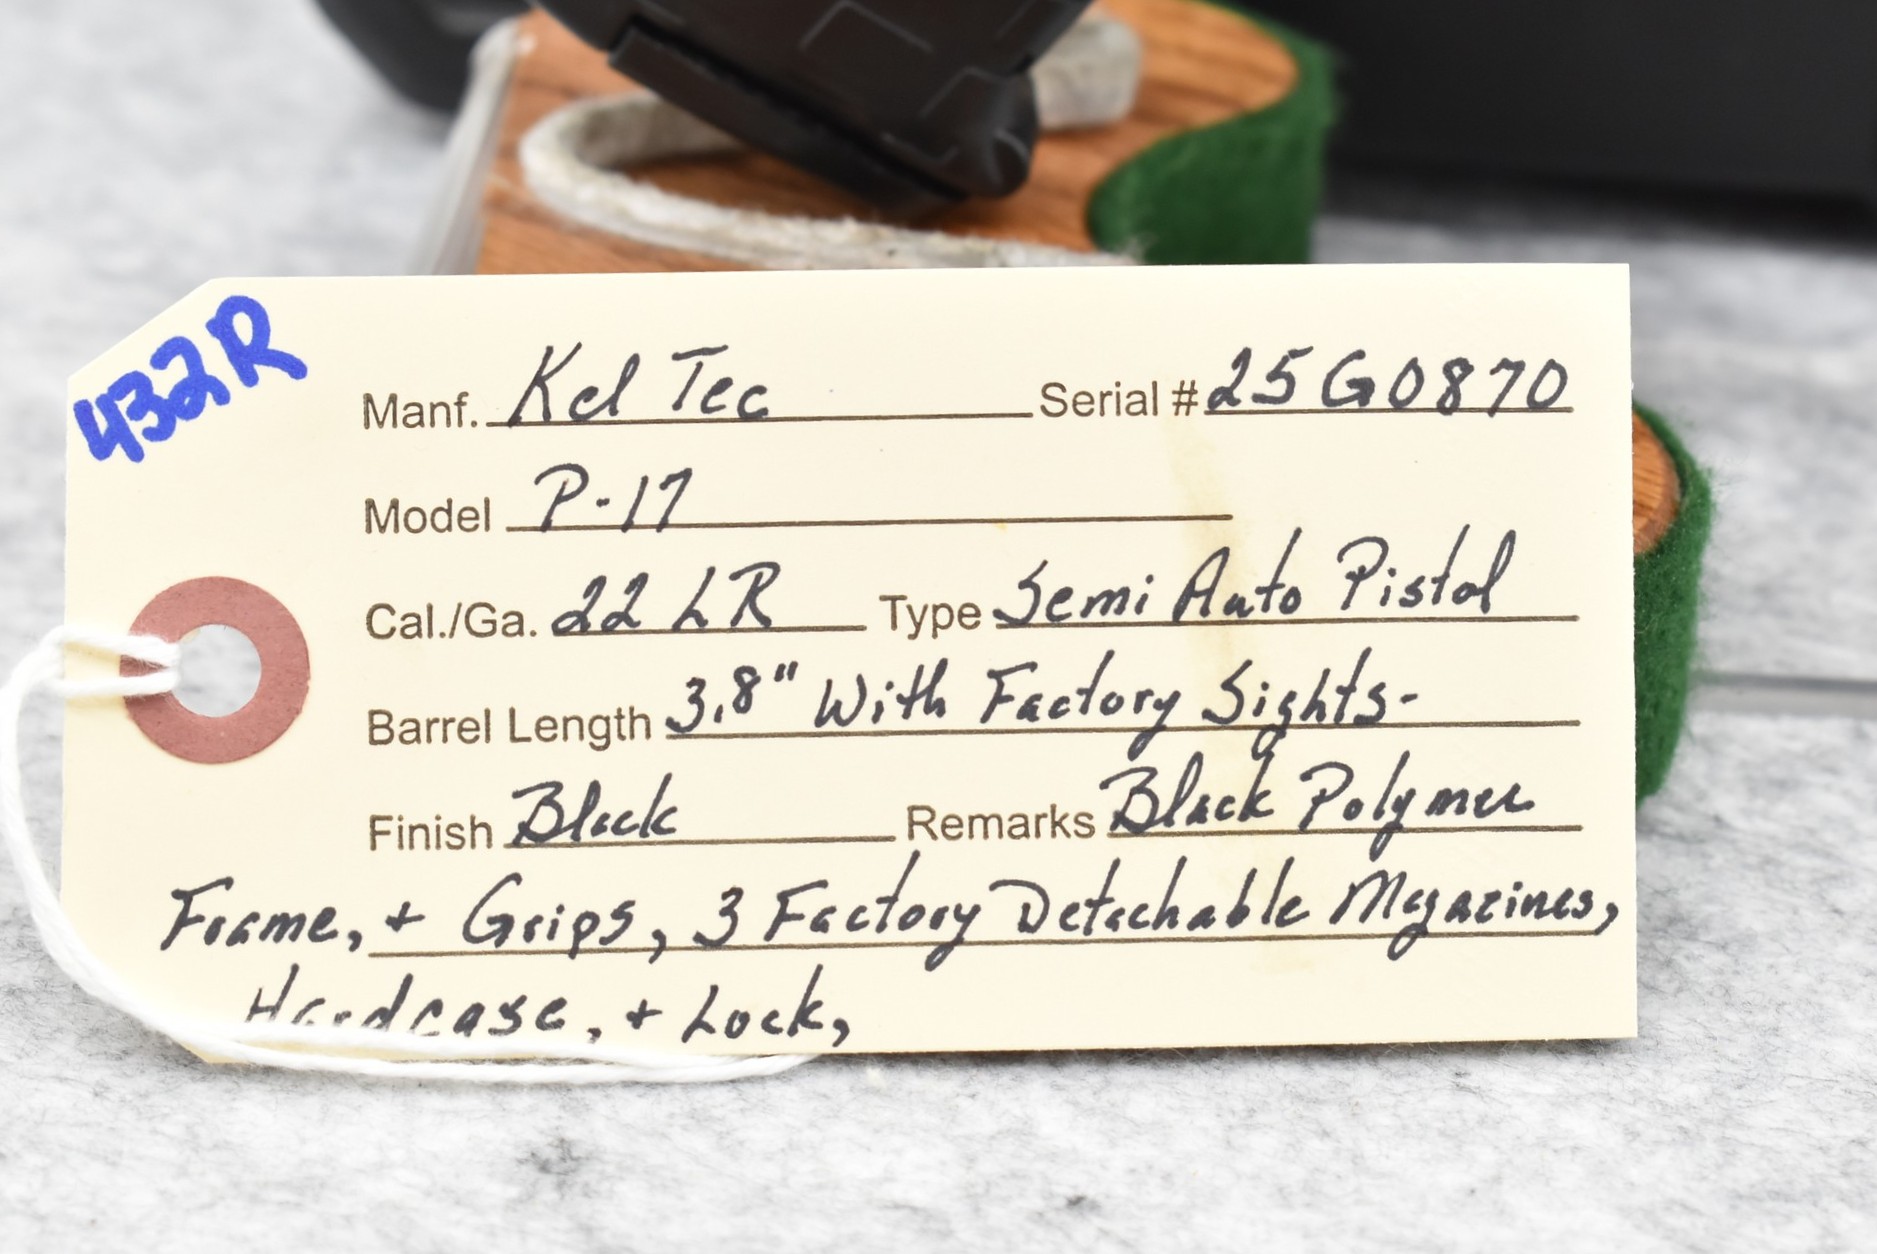 432R
Manf. Kel Tec Serial # 25G0870
Model P-17
Cal./Ga. 22 LR Type Semi Auto Pistol
Barrel Length 3.8" With Factory Sights-
Finish Black Remarks Black Polymer
Frame, + Grips, 3 Factory Detachable Magazines,
Hardcase, + Lock,